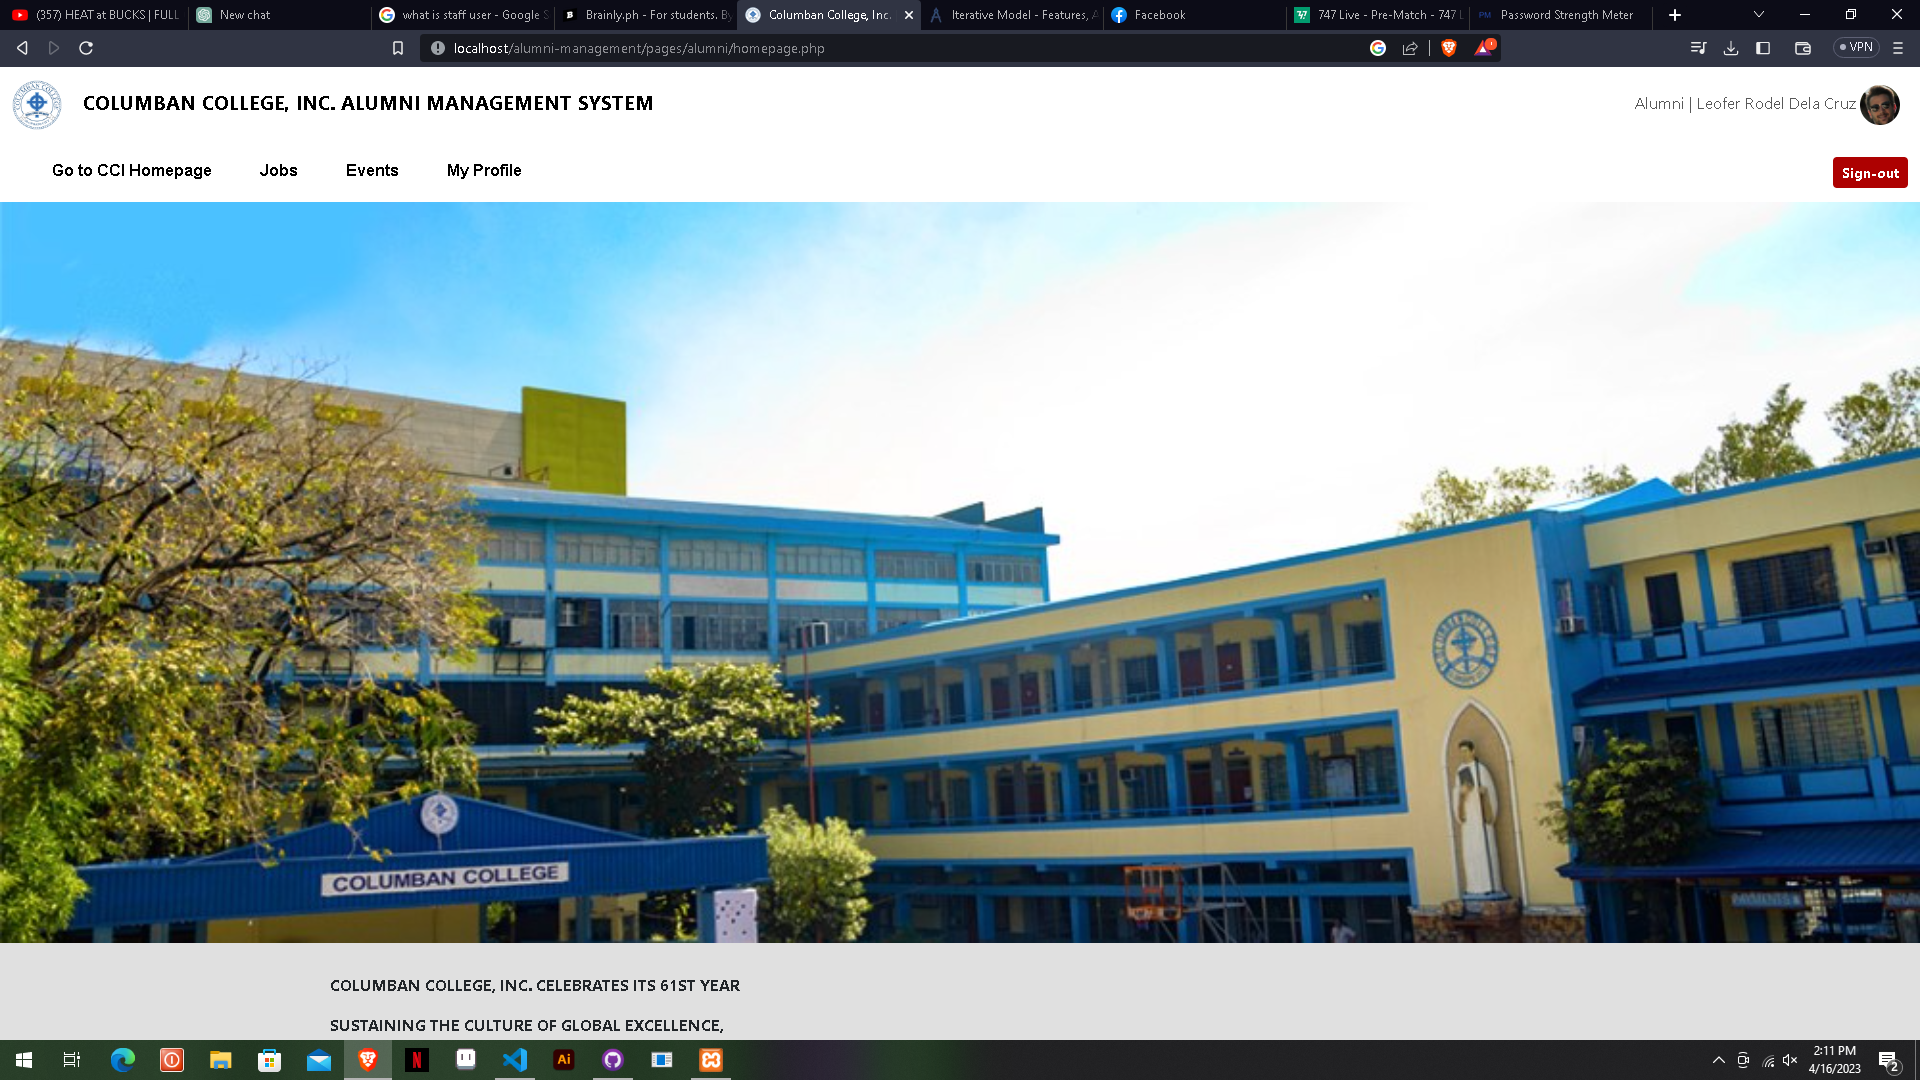 (357) HEAT at BUCKS | FULL
New chat
what is staff user - Google S
Brainly.ph - For students. By
Columban College, Inc.
Iterative Model - Features, A
Facebook
747 Live - Pre-Match - 747 L
PM
Password Strength Meter
localhost/alumni-management/pages/alumni/homepage.php
1
VPN
COLUMBAN COLLEGE, INC. ALUMNI MANAGEMENT SYSTEM
Alumni | Leofer Rodel Dela Cruz
Go to CCI Homepage
Jobs
Events
My Profile
Sign-out
COLUMBAN COLLEGE
COLUMBAN COLLEGE, INC. CELEBRATES ITS 61ST YEAR
SUSTAINING THE CULTURE OF GLOBAL EXCELLENCE,
N
Ai
2:11 PM
4/16/2023
2